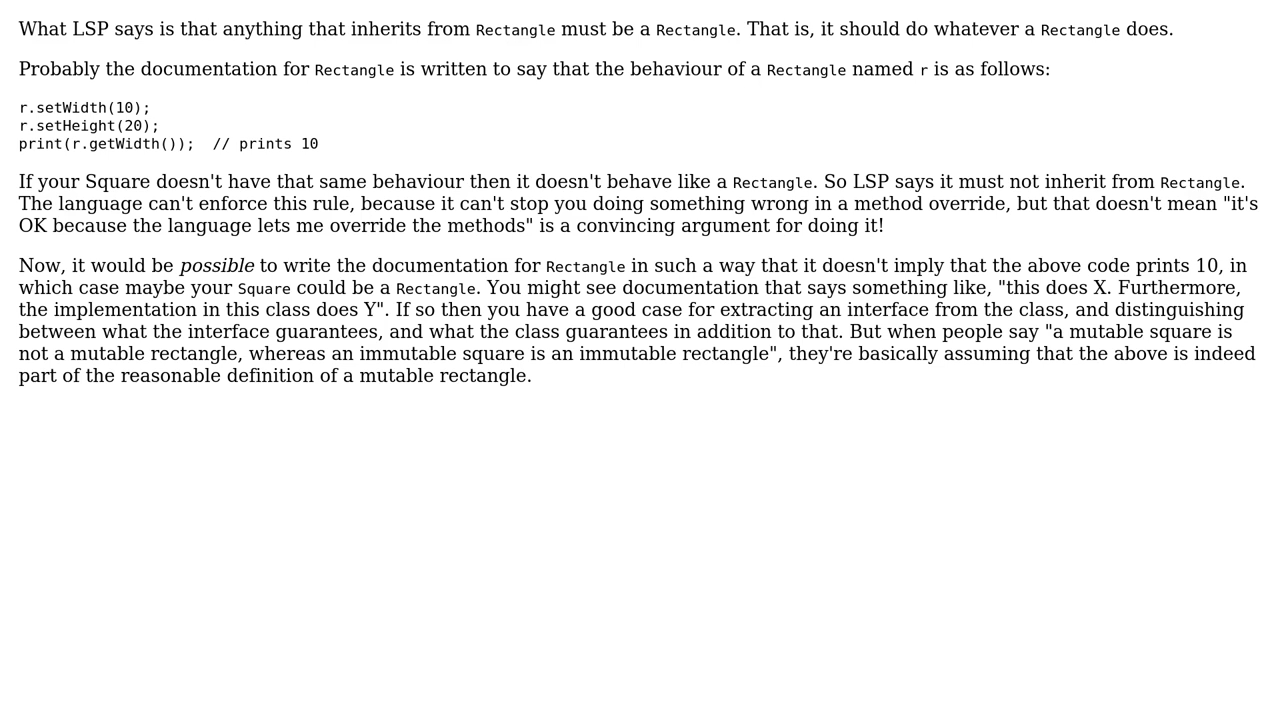 What LSP says is that anything that inherits from Rectangle must be a Rectangle. That is, it should do whatever a Rectangle does.
Probably the documentation for Rectangle is written to say that the behaviour of a Rectangle named r is as follows:
r.setWidth(10);
r.setHeight(20);
print(r.getWidth());  // prints 10
If your Square doesn't have that same behaviour then it doesn't behave like a Rectangle. So LSP says it must not inherit from Rectangle.
The language can't enforce this rule, because it can't stop you doing something wrong in a method override, but that doesn't mean "it's
OK because the language lets me override the methods" is a convincing argument for doing it!
Now, it would be possible to write the documentation for Rectangle in such a way that it doesn't imply that the above code prints 10, in
which case maybe your Square could be a Rectangle. You might see documentation that says something like, "this does X. Furthermore,
the implementation in this class does Y". If so then you have a good case for extracting an interface from the class, and distinguishing
between what the interface guarantees, and what the class guarantees in addition to that. But when people say "a mutable square is
not a mutable rectangle, whereas an immutable square is an immutable rectangle", they're basically assuming that the above is indeed
part of the reasonable definition of a mutable rectangle.